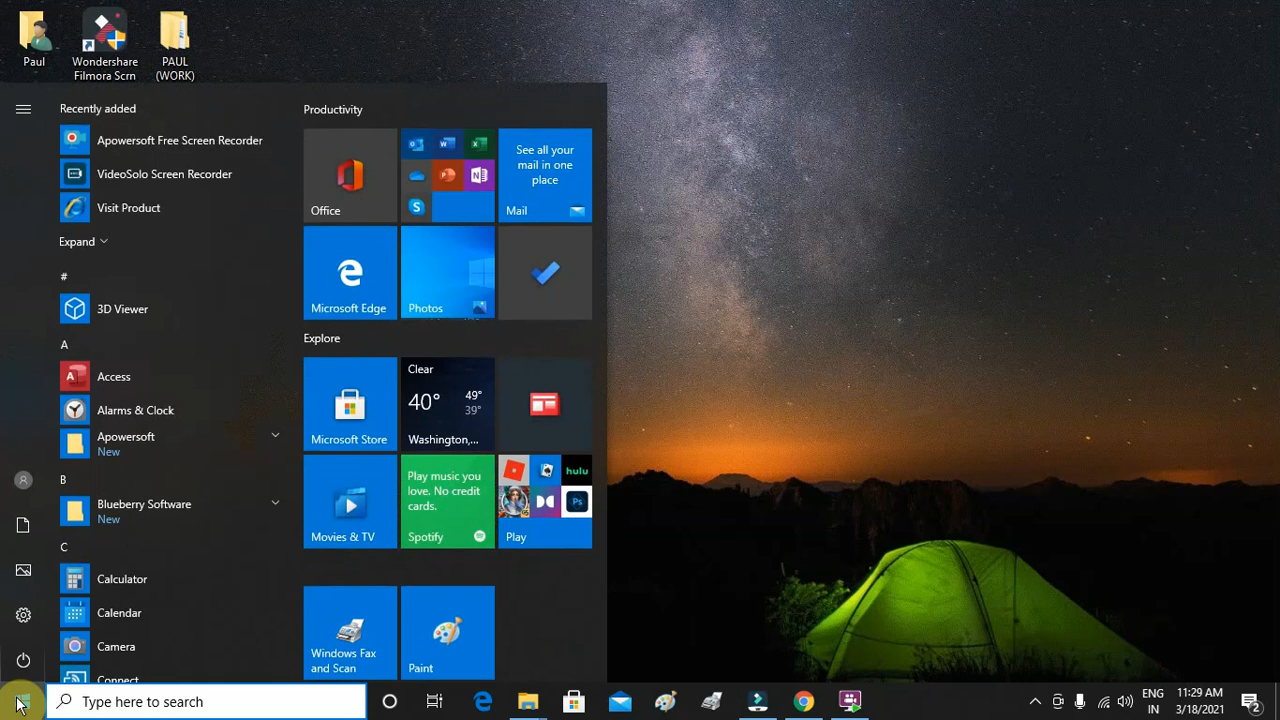 Paul
Wondershare
Filmora Scrn
PAUL
(WORK)
Recently added
Apowersoft Free Screen Recorder
VideoSolo Screen Recorder
Visit Product
Expand
#
3D Viewer
A
Access
Alarms & Clock
Apowersoft
New
B
Blueberry Software
New
C
Calculator
Calendar
Camera
Connect
Productivity
Office
See all your
mail in one
place
Mail
Microsoft Edge
Photos
Explore
Microsoft Store
Clear
40° 49°
39°
Washington,...
Movies & TV
Play music you
love. No credit
cards.
Spotify
hulu
Ps
Play
Windows Fax
and Scan
Paint
Type here to search
ENG
IN
11:29 AM
3/18/2021
2